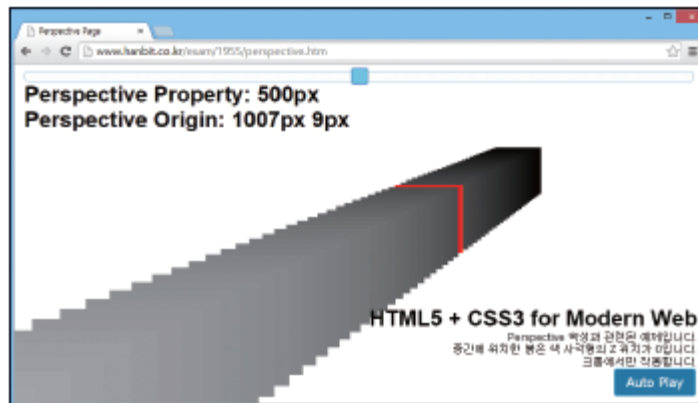 Perspective Page
www.hanbit.co.kr/exam/1955/perspective.htm
Perspective Property: 500px
Perspective Origin: 1007px 9px
HTML5 + CSS3 for Modern Web
Perspective 속성과 관련된 예제입니다.
중간에 위치한 붉은 색 사각형의 Z 위치가 0입니다.
크롬에서만 작동합니다.
Auto Play